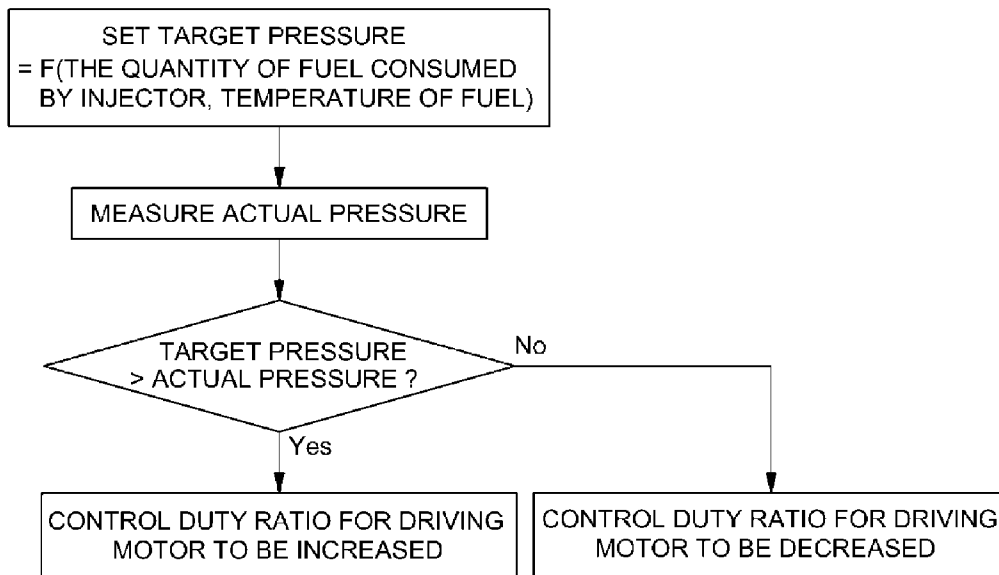 SET TARGET PRESSURE
= F(THE QUANTITY OF FUEL CONSUMED
BY INJECTOR, TEMPERATURE OF FUEL)
MEASURE ACTUAL PRESSURE
TARGET PRESSURE
> ACTUAL PRESSURE ?
No
Yes
CONTROL DUTY RATIO FOR DRIVING
MOTOR TO BE INCREASED
CONTROL DUTY RATIO FOR DRIVING
MOTOR TO BE DECREASED